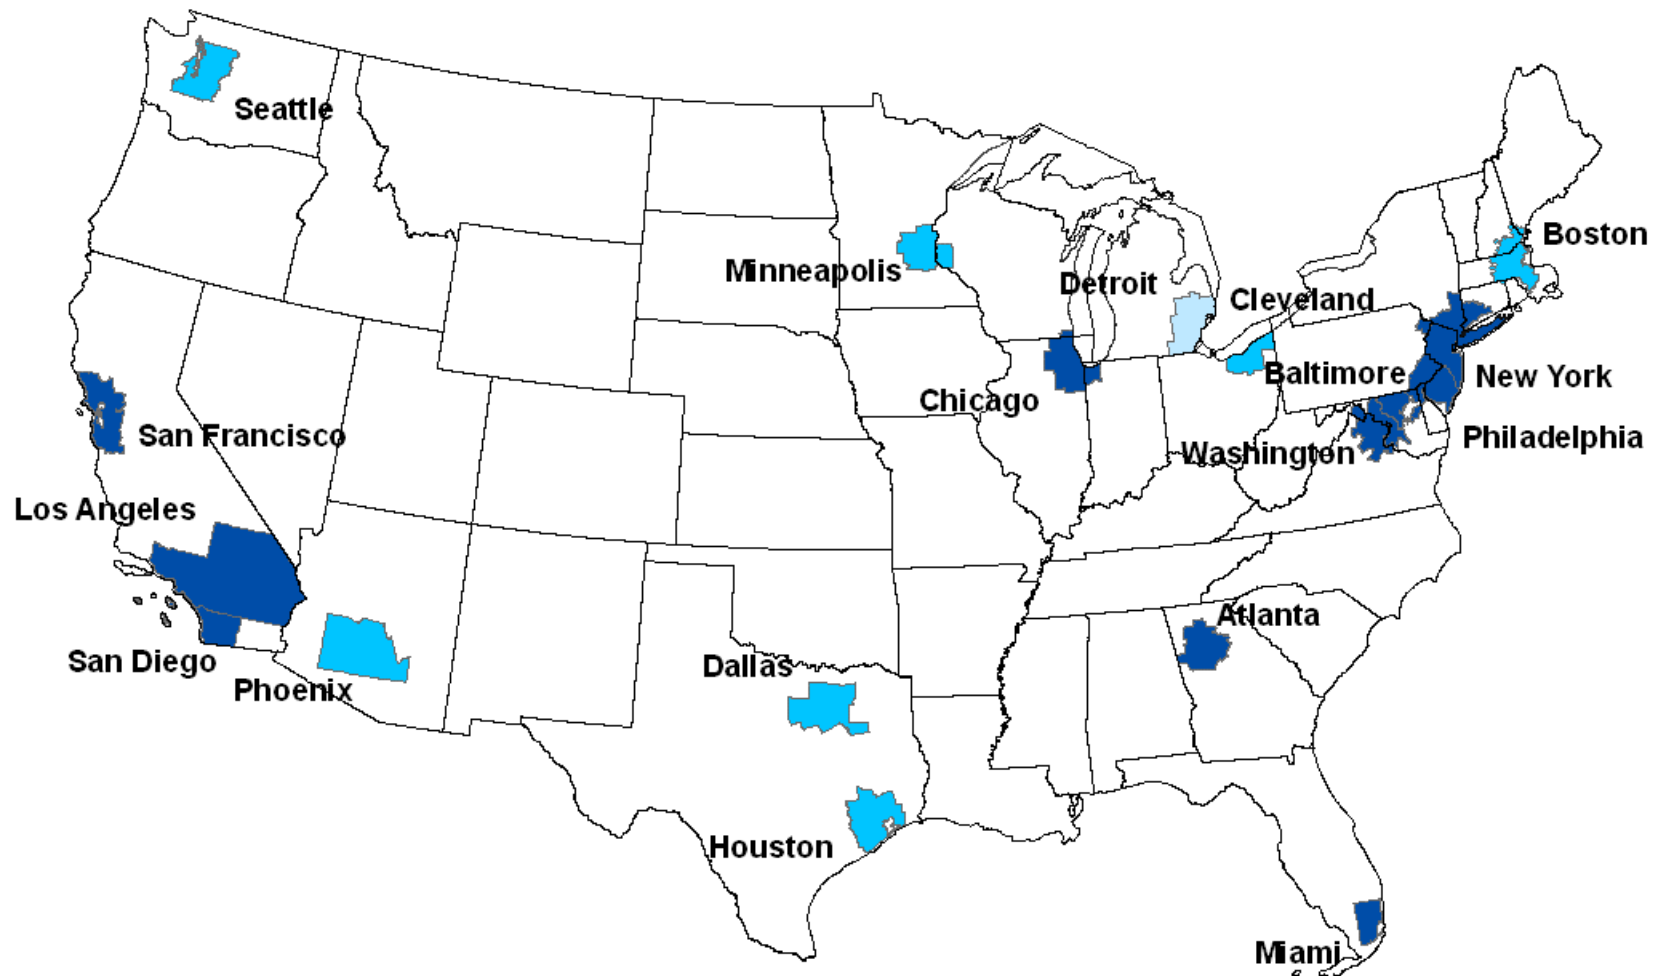 Seattle
Boston
Minneapolis
Detroit
Cleveland
Baltimore
New York
Chicago
San Francisco
Philadelphia
Washington
Los Angeles
Atlanta
San Diego
Dallas
Phoenix
Houston
Miami